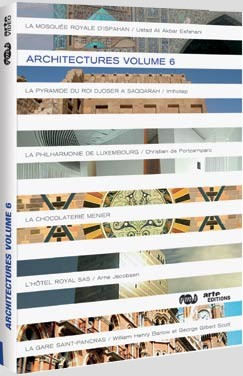 LA MOSQUÉE ROYALE D'ISPAHAN / Ustad Ali Akbar Esfahani
ARCHITECTURES VOLUME 6
LA PYRAMIDE DU ROI DJOSER A SAQQARAH / Imhotep
LA PHILHARMONIE DE LUXEMBOURG / Christian de Portzamparc
LA CHOCOLATERIE MENIER
L'HÔTEL ROYAL SAS / Arne Jacobsen
arte
EDITIONS
LA GARE SAINT-PANCRAS / William Henry Barlow et George Gilbert Scott
ARCHITECTURES VOLUME 6
arte
VIDEO